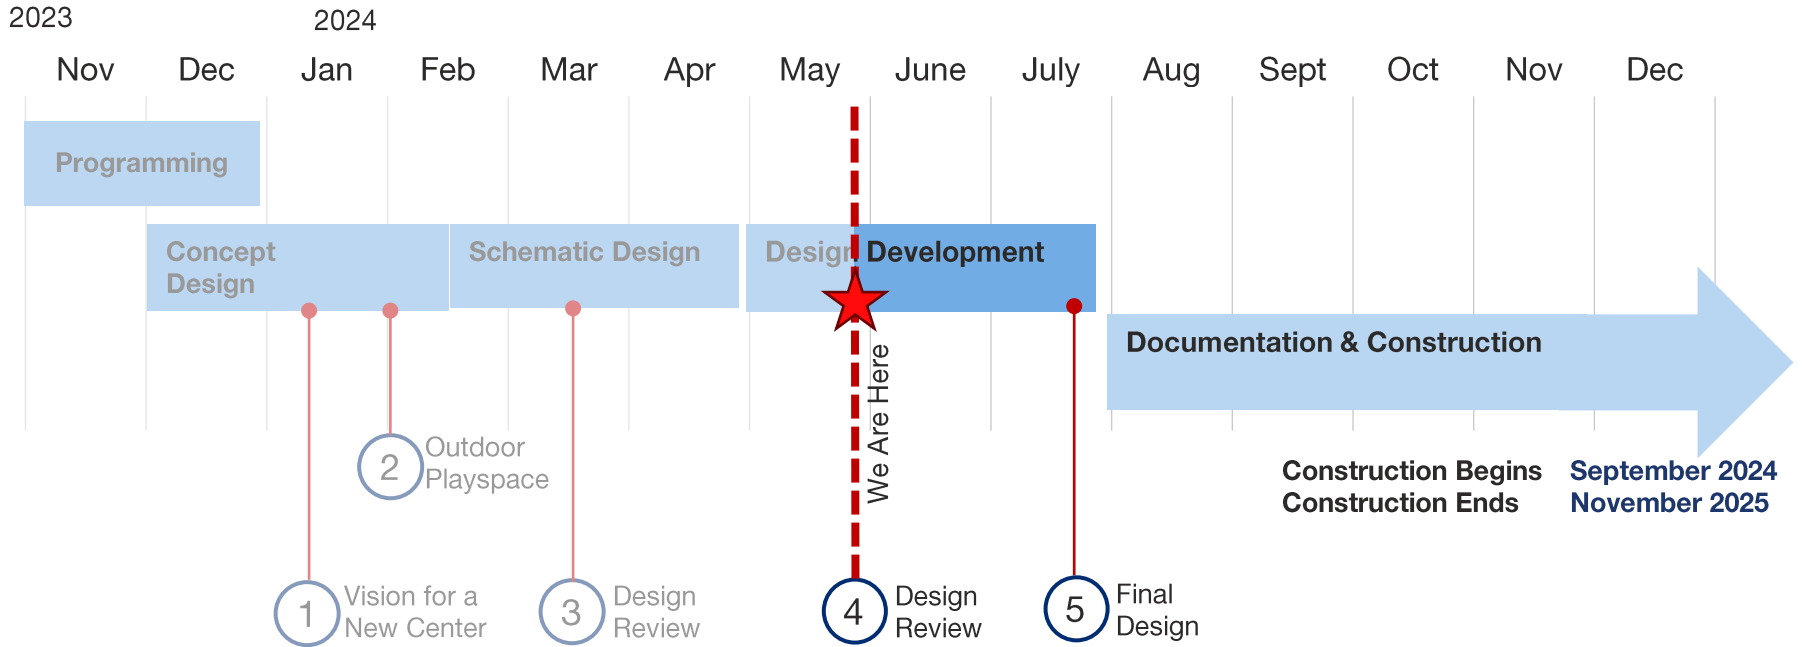 2023
2024
Nov Dec Jan Feb Mar Apr May June July Aug Sept Oct Nov Dec
Programming
Concept
Design
Schematic Design
Design Development
Documentation & Construction
We Are Here
2
Outdoor
Playspace
Construction Begins September 2024
Construction Ends November 2025
1
Vision for a
New Center
3
Design
Review
4
Design
Review
5
Final
Design